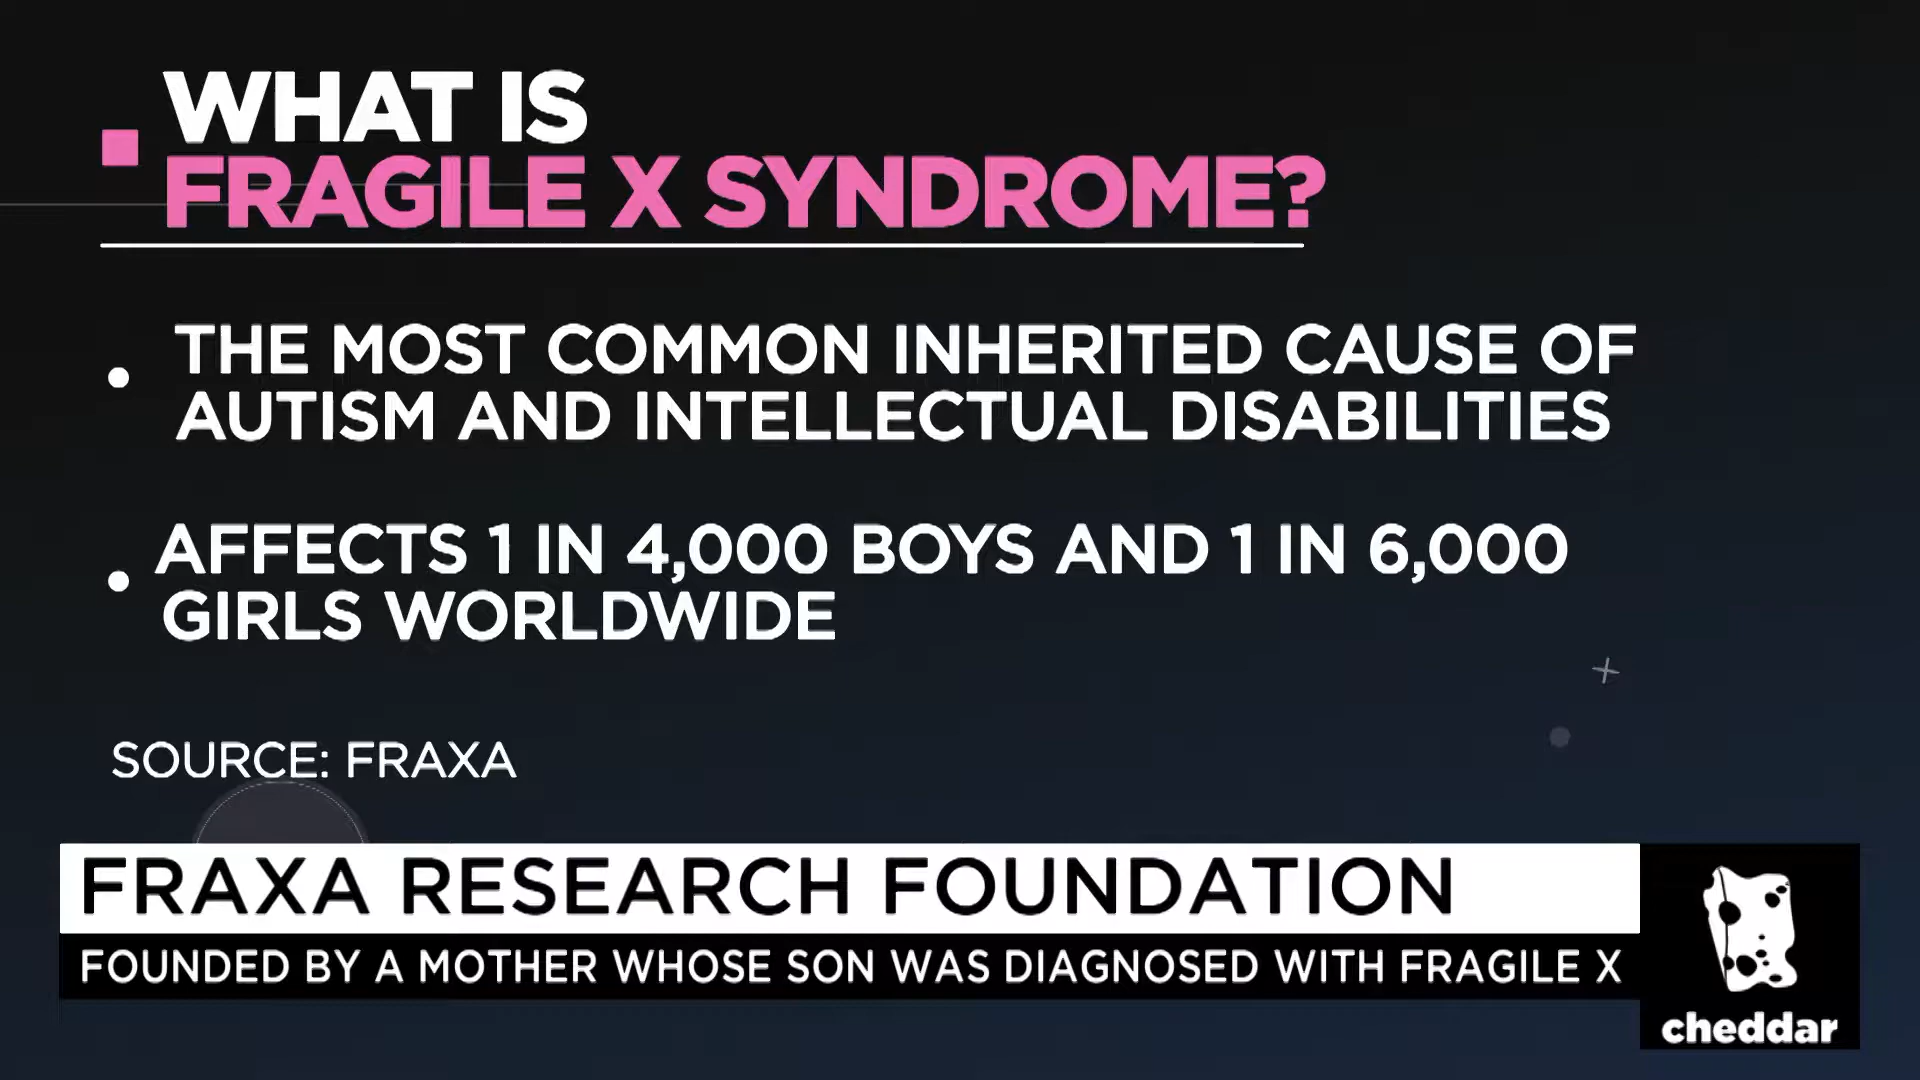 WHAT IS
FRAGILE X SYNDROME?
THE MOST COMMON INHERITED CAUSE OF
AUTISM AND INTELLECTUAL DISABILITIES
AFFECTS 1 IN 4,000 BOYS AND 1 IN 6,000
GIRLS WORLDWIDE
SOURCE: FRAXA
FRAXA RESEARCH FOUNDATION
FOUNDED BY A MOTHER WHOSE SON WAS DIAGNOSED WITH FRAGILE X
cheddar